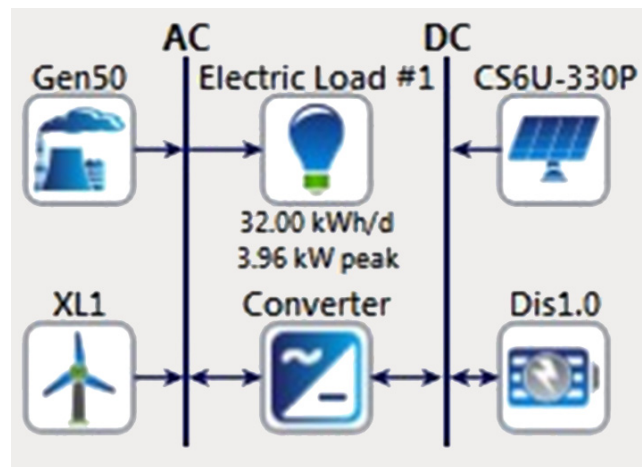 AC DC
Gen50 Electric Load #1 CS6U-330P
32.00 kWh/d
3.96 kW peak
XL1 Converter Dis1.0